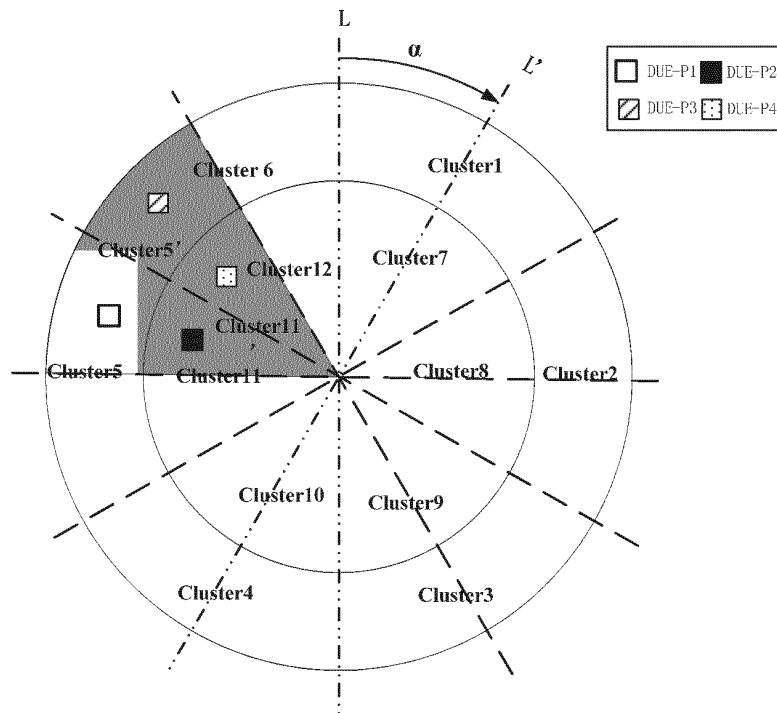 L
α
L'
DUE-P1 DUE-P2
DUE-P3 DUE-P4
Cluster 6
Cluster1
Cluster5'
Cluster12
Cluster7
Cluster11
'
Cluster5
Cluster11
Cluster8
Cluster2
Cluster10
Cluster9
Cluster4
Cluster3